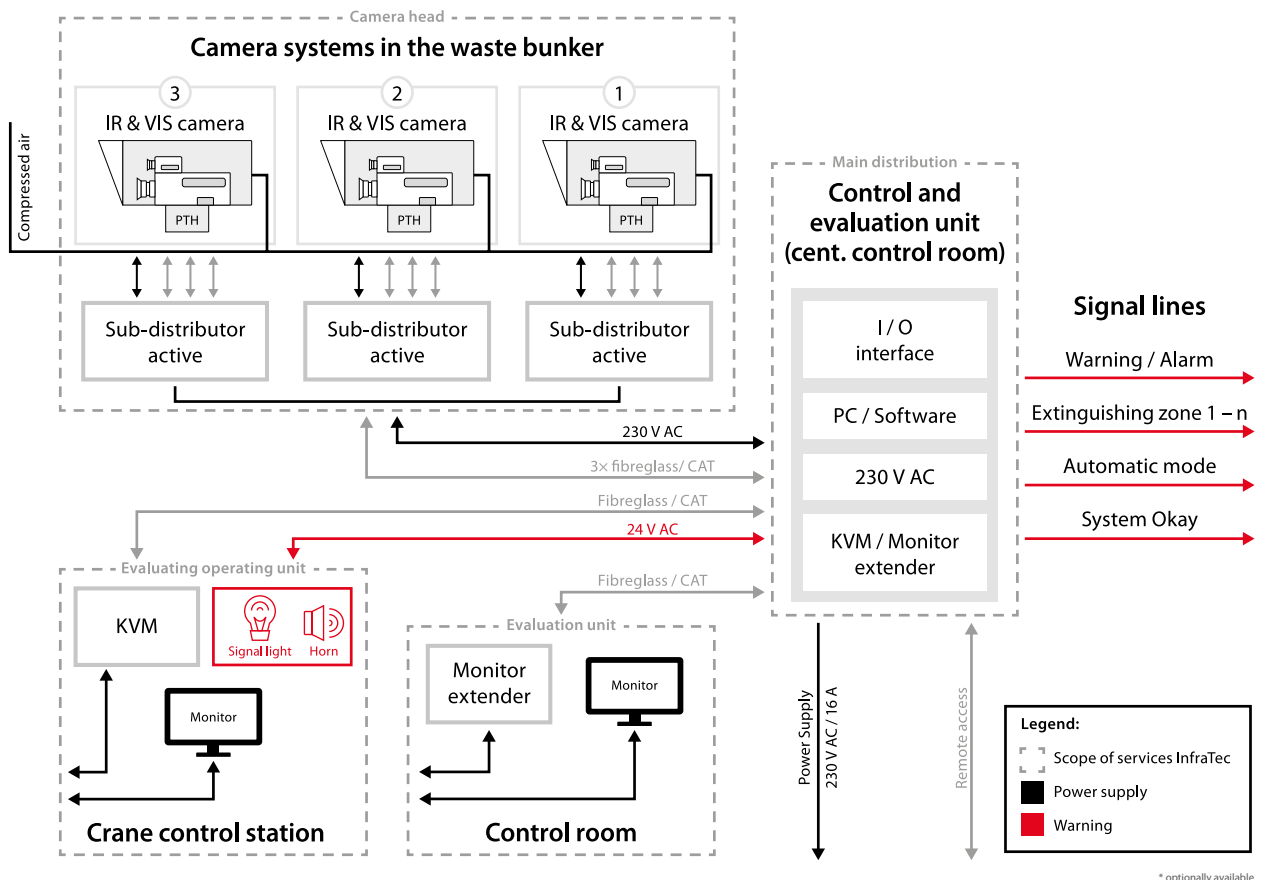 Camera head
Camera systems in the waste bunker
3
IR & VIS camera
PTH
2
IR & VIS camera
PTH
1
IR & VIS camera
PTH
Compressed air
Sub-distributor
active
Sub-distributor
active
Sub-distributor
active
230 V AC
3× fibreglass/ CAT
Fibreglass / CAT
24 V AC
Fibreglass / CAT
Main distribution
Control and
evaluation unit
(cent. control room)
I / O
interface
PC / Software
230 V AC
KVM / Monitor
extender
Signal lines
Warning / Alarm
Extinguishing zone 1 – n
Automatic mode
System Okay
Evaluating operating unit
KVM
Signal light
Horn
Monitor
Crane control station
Evaluation unit
Monitor
extender
Monitor
Control room
Power Supply
230 V AC / 16 A
Remote access
Legend:
Scope of services InfraTec
Power supply
Warning
* optionally available